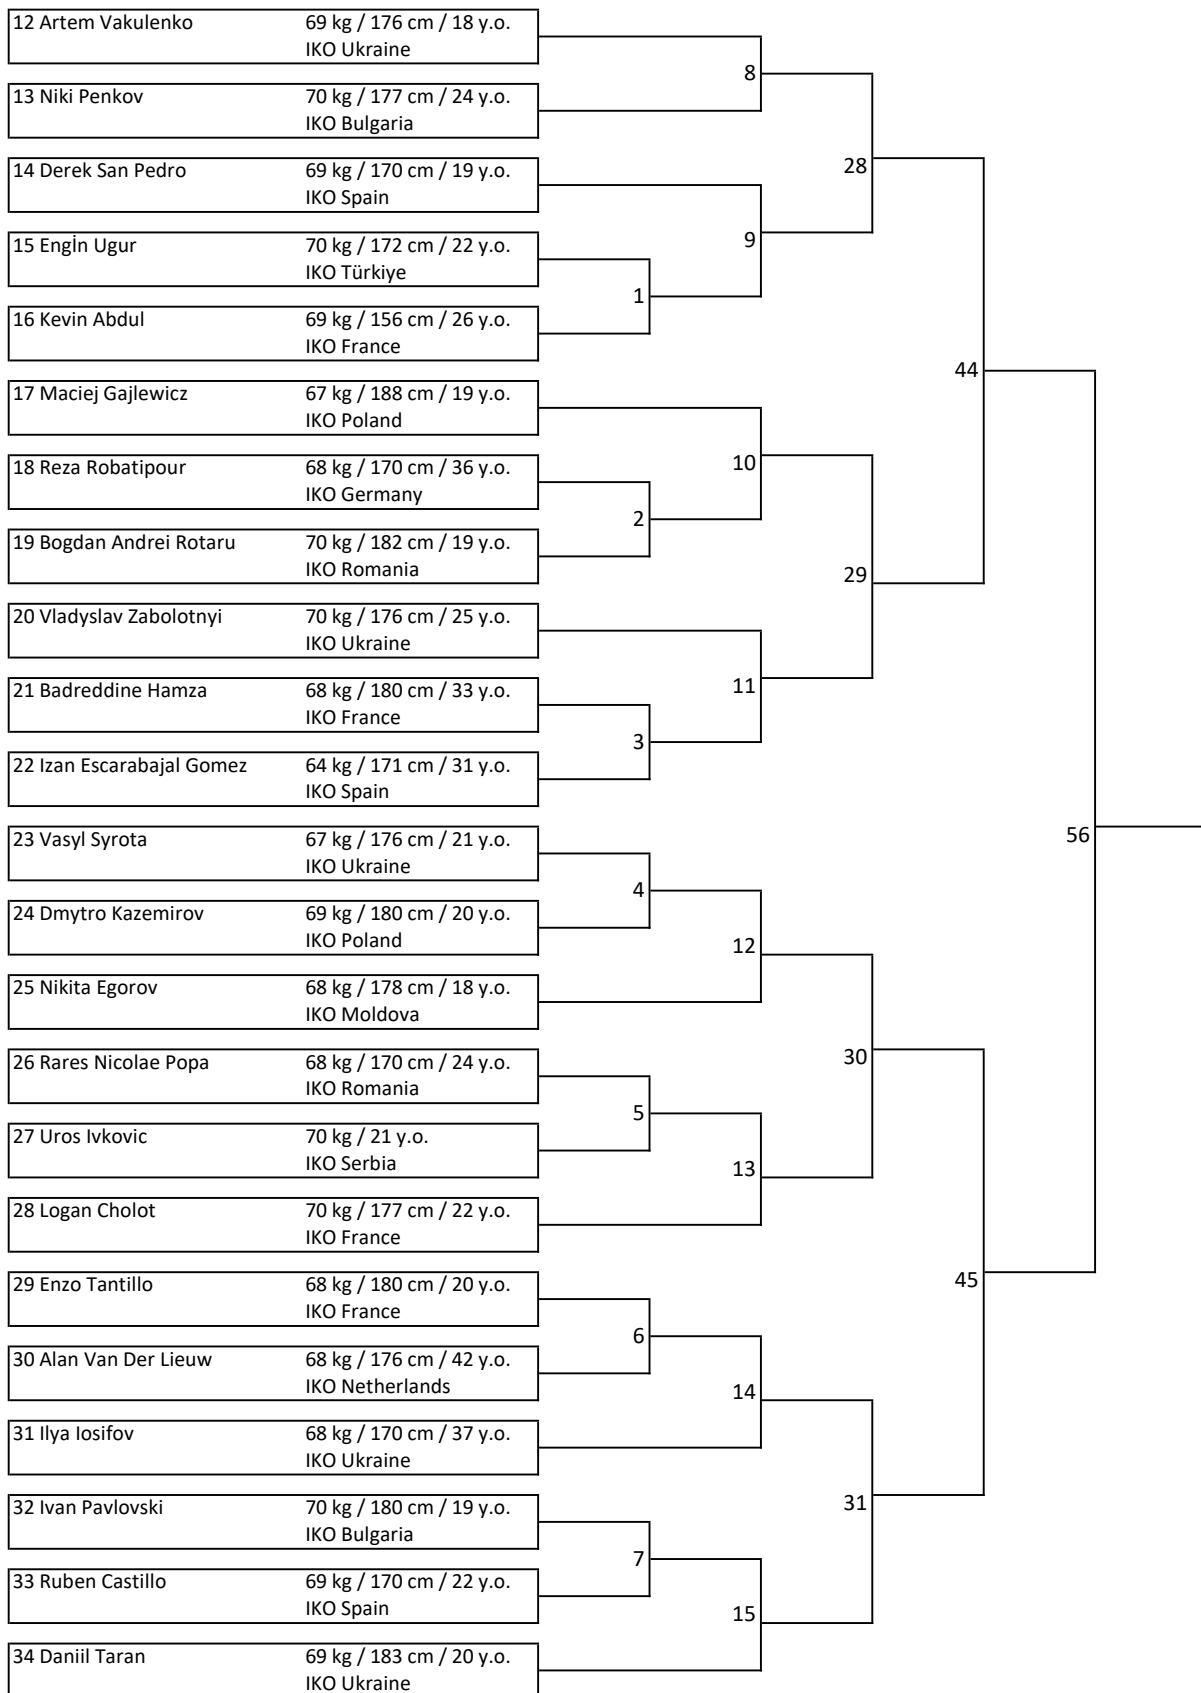 12 Artem Vakulenko 69 kg / 176 cm / 18 y.o.
IKO Ukraine
8
13 Niki Penkov 70 kg / 177 cm / 24 y.o.
IKO Bulgaria
14 Derek San Pedro 69 kg / 170 cm / 19 y.o.
28
IKO Spain
9
15 Engİn Ugur 70 kg / 172 cm / 22 y.o.
IKO Türkiye
1
16 Kevin Abdul 69 kg / 156 cm / 26 y.o.
IKO France
44
17 Maciej Gajlewicz 67 kg / 188 cm / 19 y.o.
IKO Poland
10
18 Reza Robatipour 68 kg / 170 cm / 36 y.o.
IKO Germany
2
19 Bogdan Andrei Rotaru 70 kg / 182 cm / 19 y.o.
IKO Romania
29
20 Vladyslav Zabolotnyi 70 kg / 176 cm / 25 y.o.
IKO Ukraine
11
21 Badreddine Hamza 68 kg / 180 cm / 33 y.o.
IKO France
3
22 Izan Escarabajal Gomez 64 kg / 171 cm / 31 y.o.
IKO Spain
56
23 Vasyl Syrota 67 kg / 176 cm / 21 y.o.
IKO Ukraine
4
24 Dmytro Kazemirov 69 kg / 180 cm / 20 y.o.
IKO Poland
12
25 Nikita Egorov 68 kg / 178 cm / 18 y.o.
IKO Moldova
30
26 Rares Nicolae Popa 68 kg / 170 cm / 24 y.o.
IKO Romania
5
27 Uros Ivkovic 70 kg / 21 y.o.
IKO Serbia
13
28 Logan Cholot 70 kg / 177 cm / 22 y.o.
IKO France
45
29 Enzo Tantillo 68 kg / 180 cm / 20 y.o.
IKO France
6
30 Alan Van Der Lieuw 68 kg / 176 cm / 42 y.o.
IKO Netherlands
14
31 Ilya Iosifov 68 kg / 170 cm / 37 y.o.
IKO Ukraine
31
32 Ivan Pavlovski 70 kg / 180 cm / 19 y.o.
IKO Bulgaria
7
33 Ruben Castillo 69 kg / 170 cm / 22 y.o.
IKO Spain
15
34 Daniil Taran 69 kg / 183 cm / 20 y.o.
IKO Ukraine